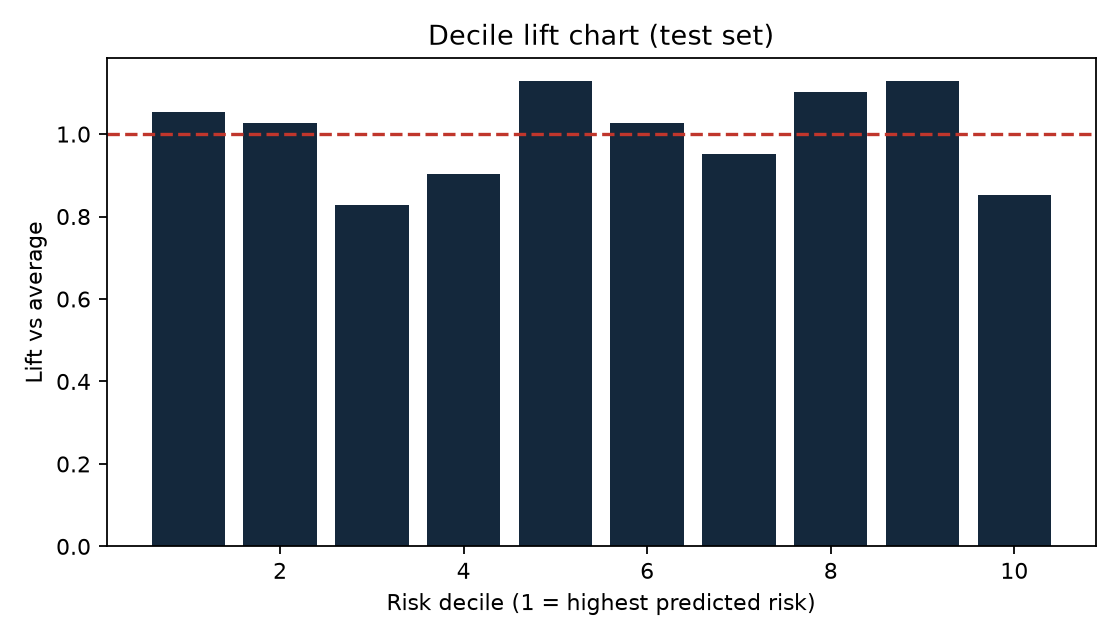 Decile lift chart (test set)
Lift vs average
1.0
0.8
0.6
0.4
0.2
0.0
2 4 6 8 10
Risk decile (1 = highest predicted risk)